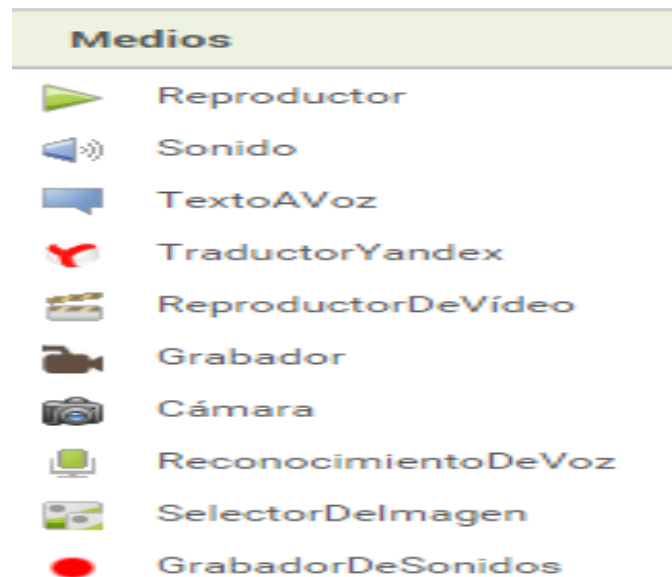 Medios
Reproductor
Sonido
TextoAVoz
TraductorYandex
ReproductorDeVídeo
Grabador
Cámara
ReconocimientoDeVoz
SelectorDeImagen
GrabadorDeSonidos